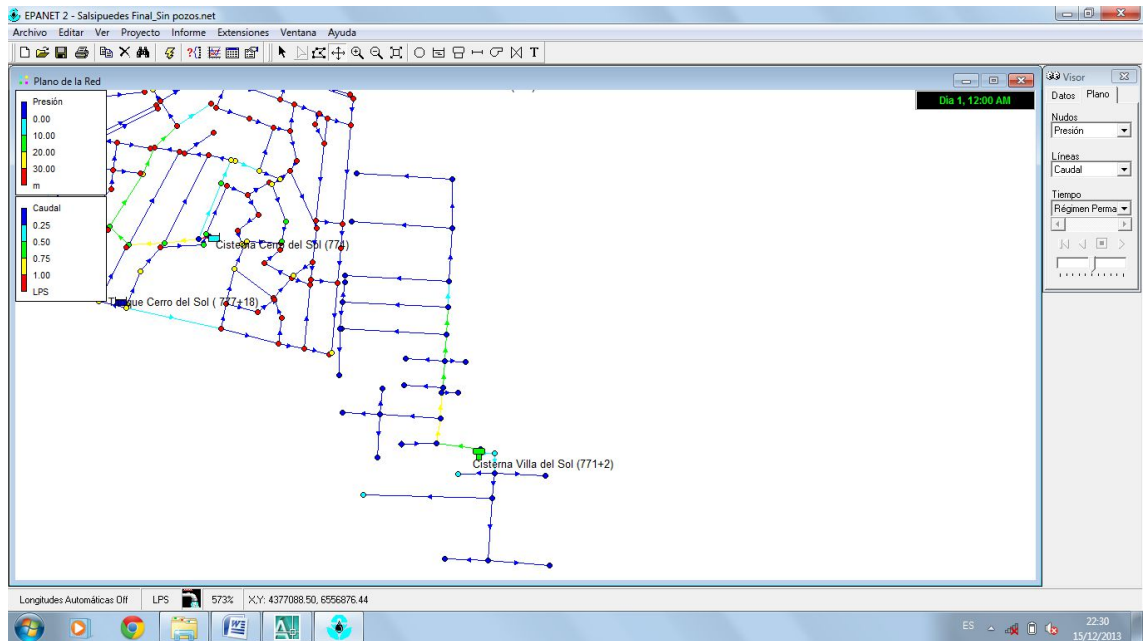 EPANET 2 - Salsipuedes Final_Sin pozos.net
Archivo Editar Ver Proyecto Informe Extensiones Ventana Ayuda
T
Plano de la Red
Día 1, 12:00 AM
Presión
0.00
10.00
20.00
30.00
m
Caudal
0.25
0.50
0.75
1.00
LPS
Cisterna Cerro del Sol (774)
Tanque Cerro del Sol ( 777+18)
Cisterna Villa del Sol (771+2)
Visor
Datos Plano
Nudos
Presión
Líneas
Caudal
Tiempo
Régimen Perma
Longitudes Automáticas Off LPS 573% X,Y: 4377088.50, 6556876.44
ES 22:30
15/12/2013